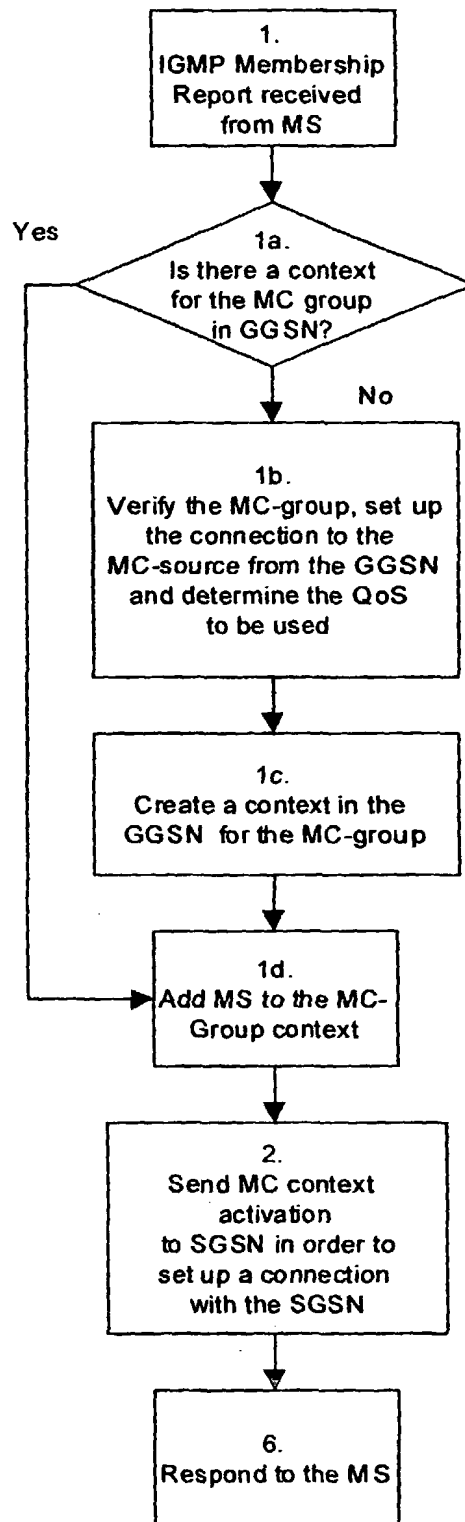 1.
IGMP Membership
Report received
from MS
Yes
1a.
Is there a context
for the MC group
in GGSN?
No
1b.
Verify the MC-group, set up
the connection to the
MC-source from the GGSN
and determine the QoS
to be used
1c.
Create a context in the
GGSN for the MC-group
1d.
Add MS to the MC-
Group context
2.
Send MC context
activation
to SGSN in order to
set up a connection
with the SGSN
6.
Respond to the MS